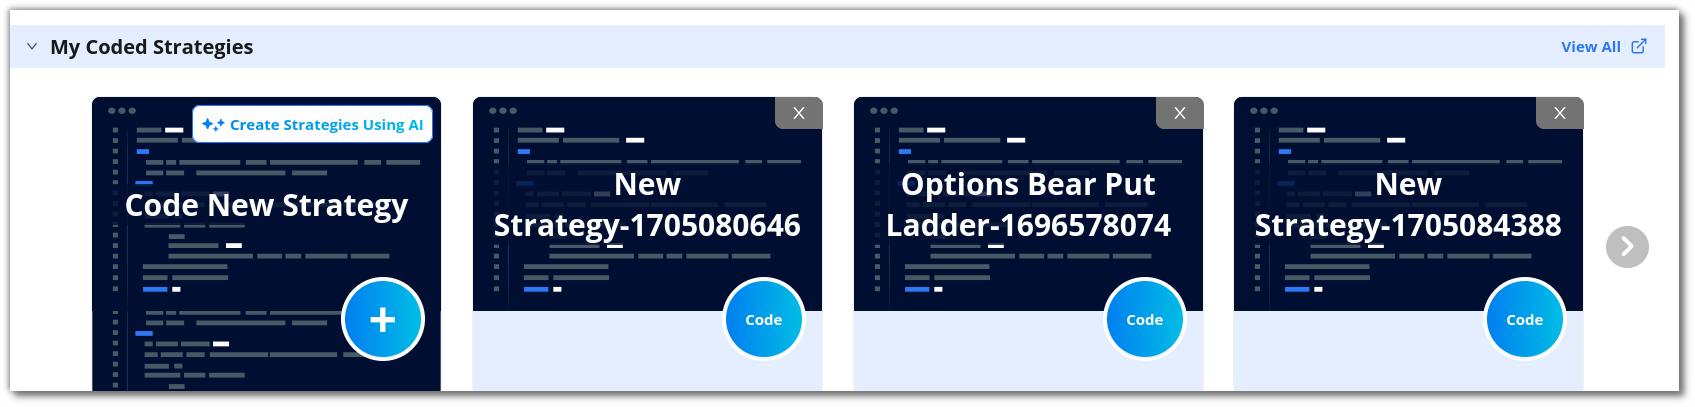 My Coded Strategies
View All
Create Strategies Using AI
Code New Strategy
New
Strategy-1705080646
Code
X
Options Bear Put
Ladder-1696578074
Code
X
New
Strategy-1705084388
Code
X